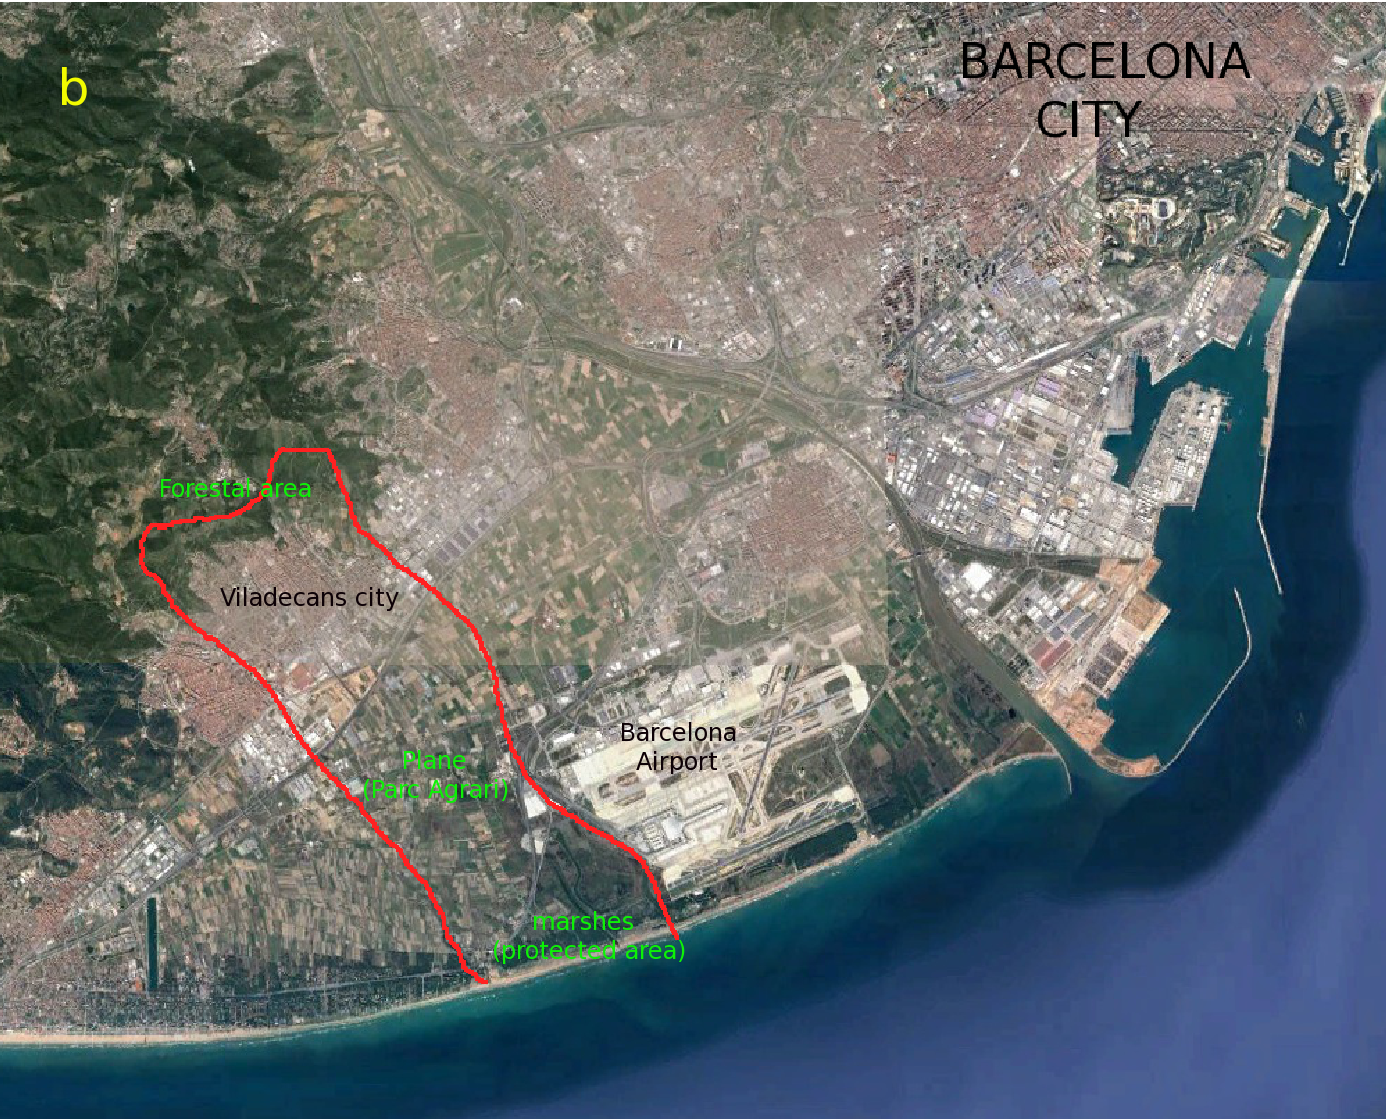 BARCELONA
CITY
b
Forestal area
Viladecans city
Barcelona
Airport
Plane
(Parc Agrari)
marshes
(protected area)